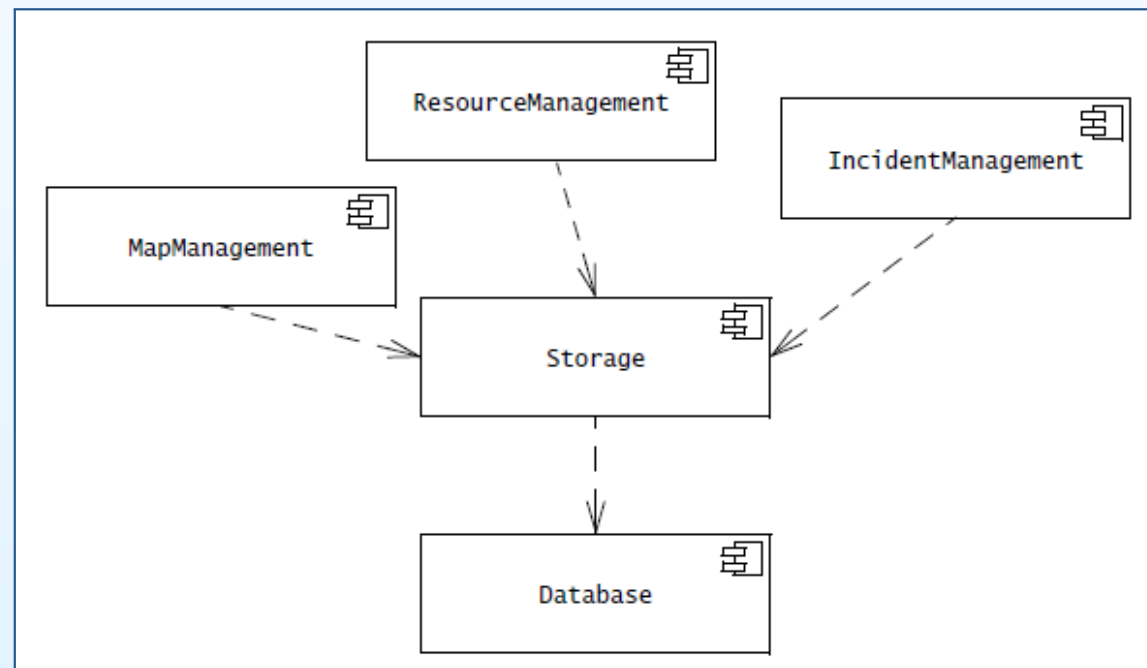 ResourceManagement
IncidentManagement
MapManagement
Storage
Database